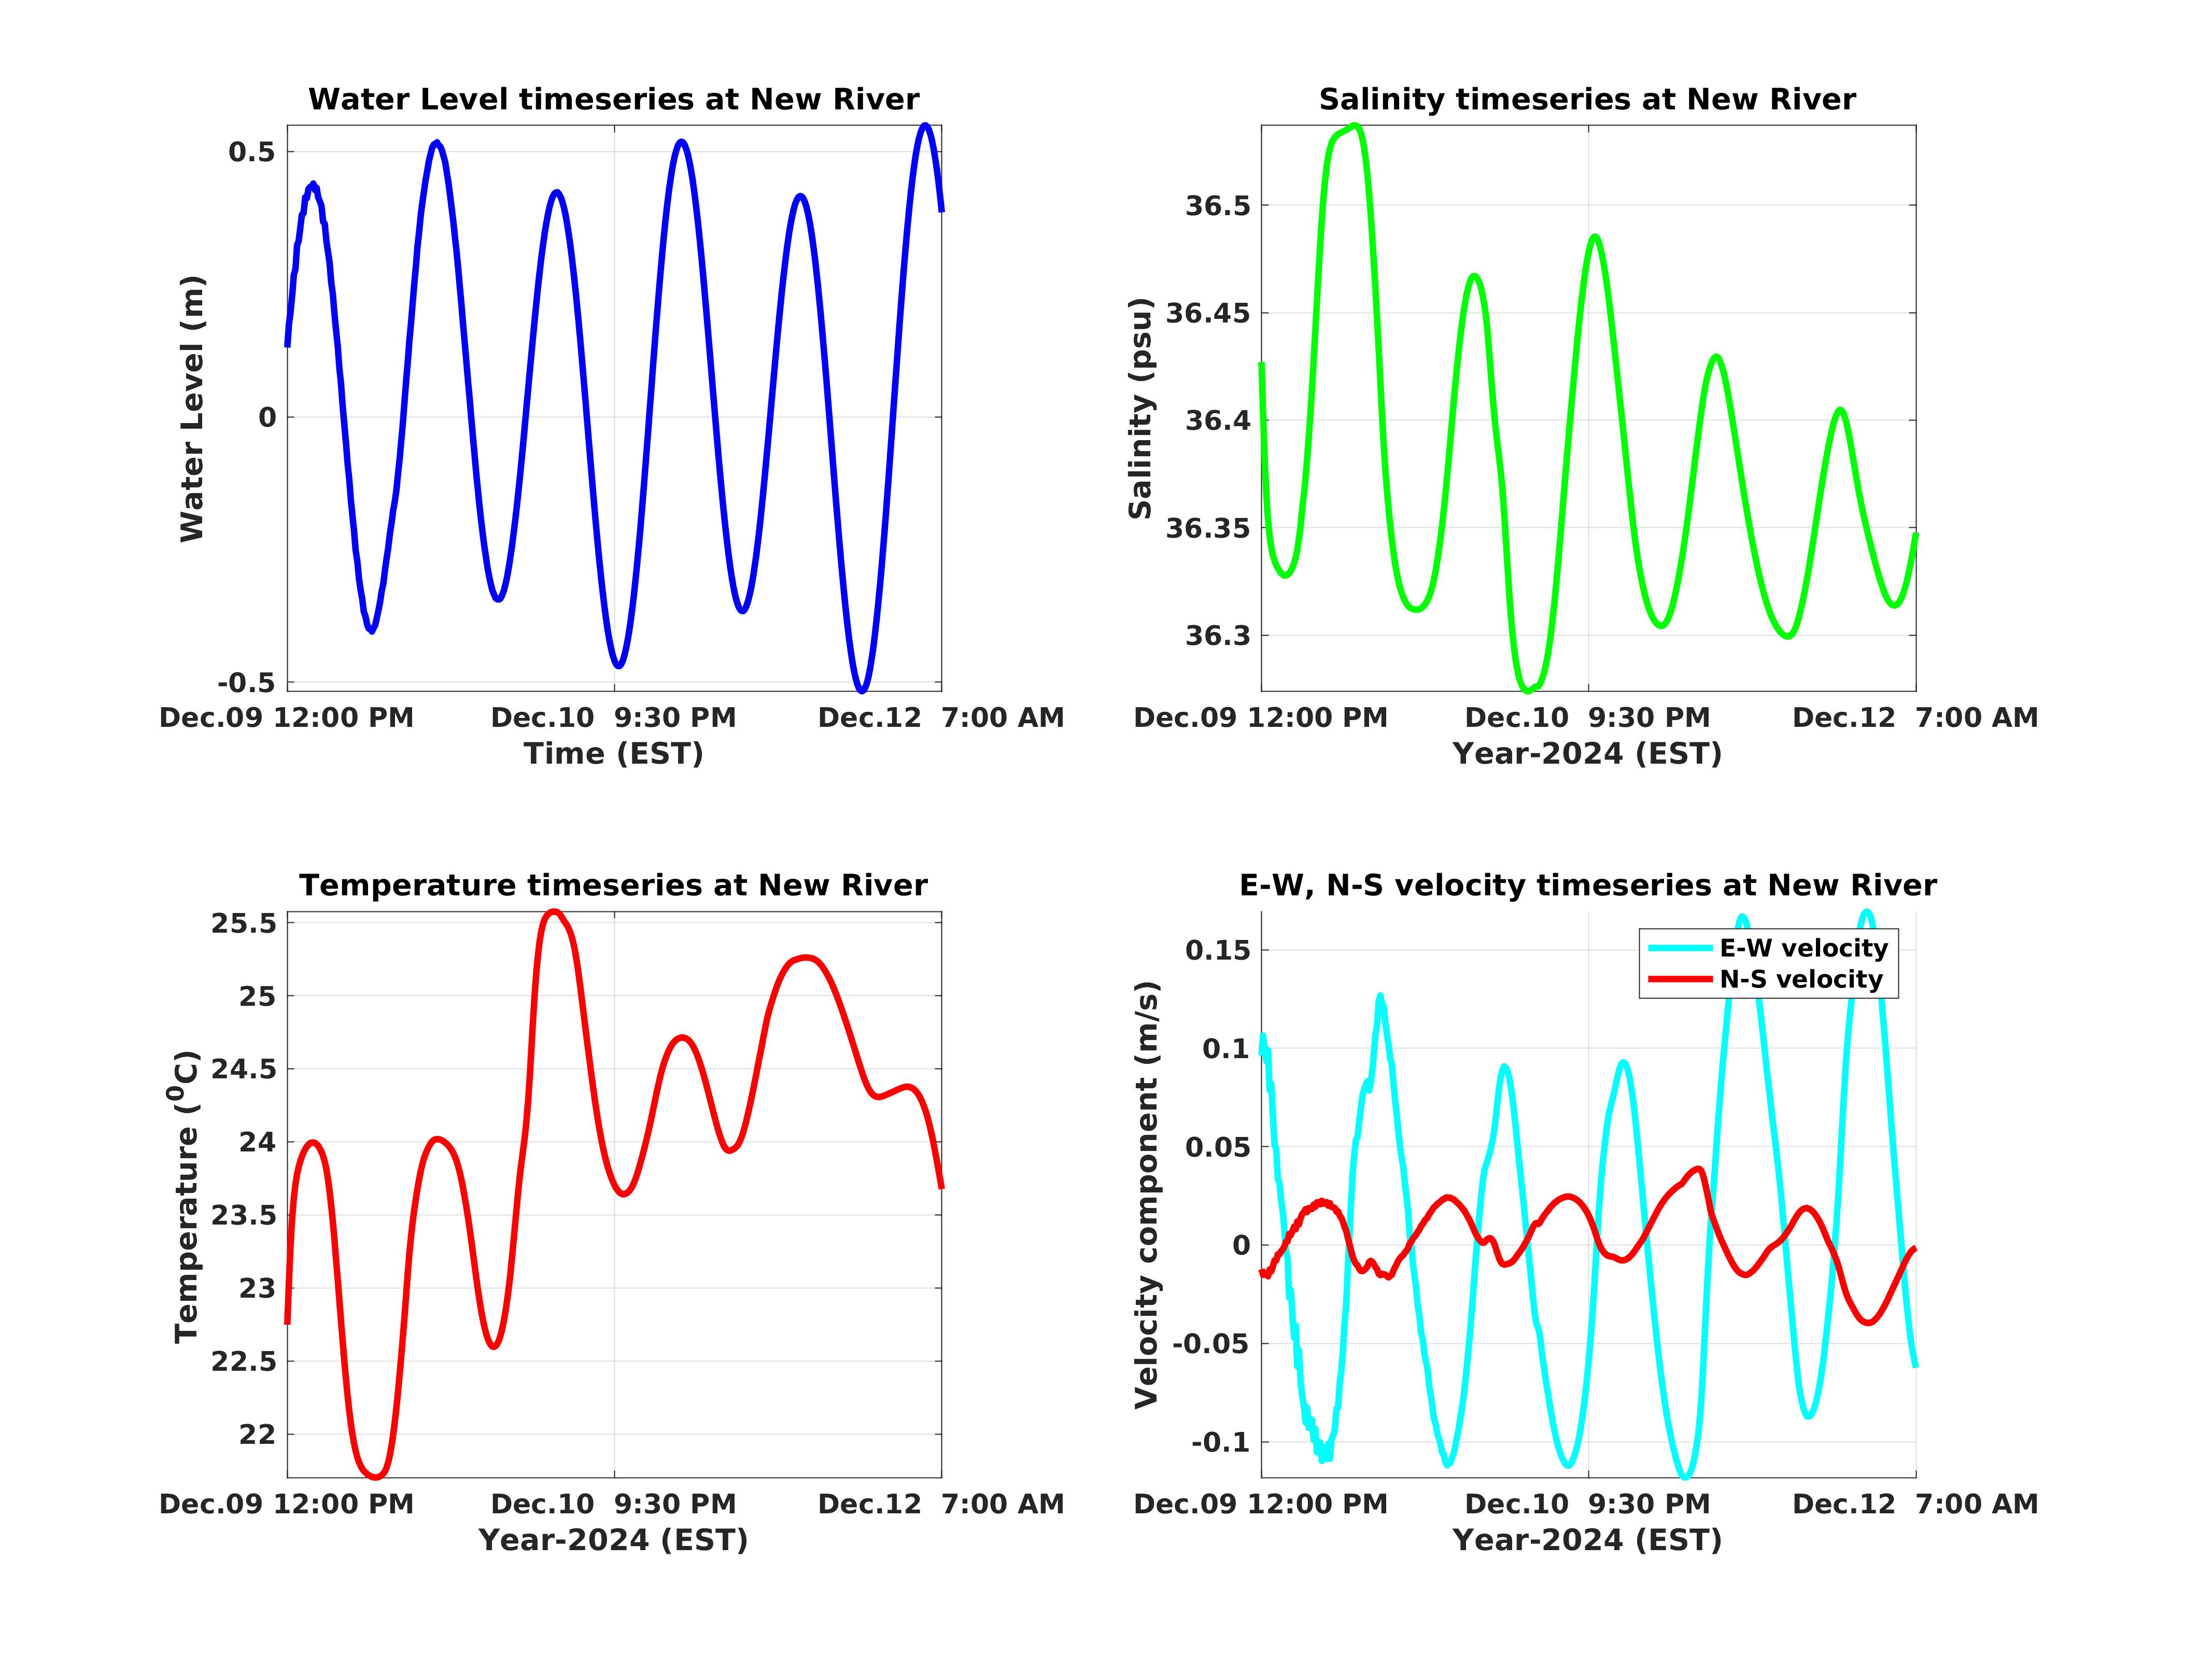 Water Level timeseries at New River
0.5
0
-0.5
Water Level (m)
Dec.09 12:00 PM
Dec.10 9:30 PM
Dec.12 7:00 AM
Time (EST)
Salinity timeseries at New River
36.5
36.45
36.4
36.35
36.3
Salinity (psu)
Dec.09 12:00 PM
Dec.10 9:30 PM
Dec.12 7:00 AM
Year-2024 (EST)
Temperature timeseries at New River
25.5
25
24.5
24
23.5
23
22.5
22
Temperature (⁰C)
Dec.09 12:00 PM
Dec.10 9:30 PM
Dec.12 7:00 AM
Year-2024 (EST)
E-W, N-S velocity timeseries at New River
0.15
0.1
0.05
0
-0.05
-0.1
Velocity component (m/s)
E-W velocity
N-S velocity
Dec.09 12:00 PM
Dec.10 9:30 PM
Dec.12 7:00 AM
Year-2024 (EST)